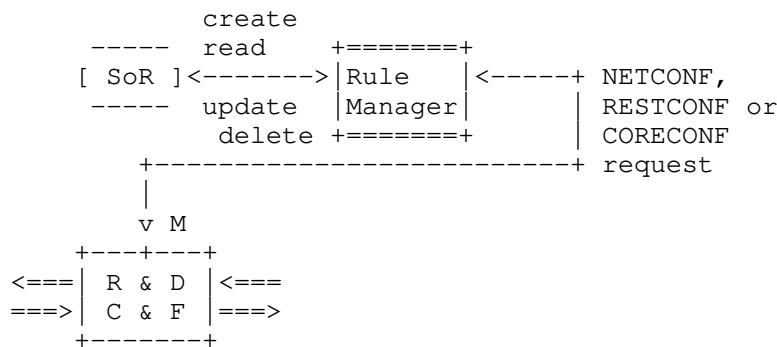 create
----- read +=======+
[ SoR ]<------->|Rule |<-----+ NETCONF,
----- update |Manager| | RESTCONF or
delete +=======+ | CORECONF
+-------------------------+ request
|
v M
+---+---+
<===| R & D |<===
===>| C & F |===>
+-------+